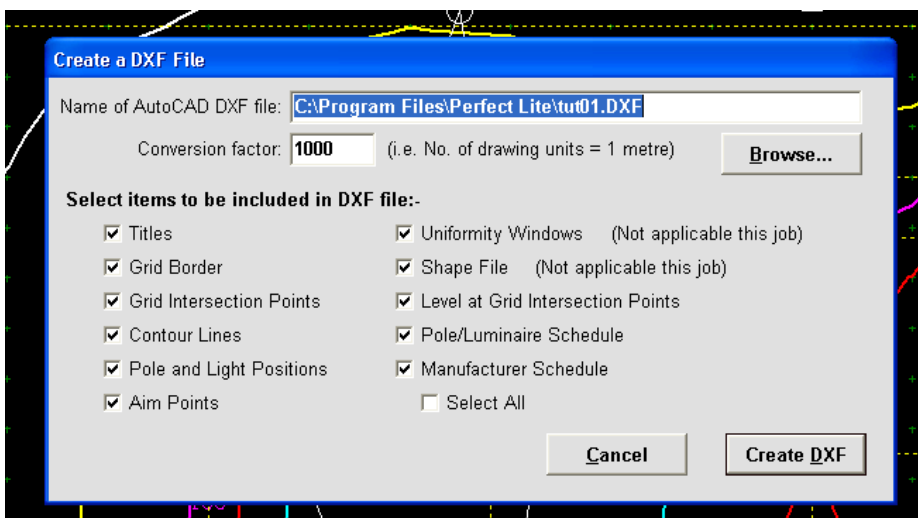 Create a DXF File
Name of AutoCAD DXF file: C:\Program Files\Perfect Lite\tut01.DXF
Conversion factor: 1000 (i.e. No. of drawing units = 1 metre) Browse...
Select items to be included in DXF file:-
Titles Uniformity Windows (Not applicable this job)
Grid Border Shape File (Not applicable this job)
Grid Intersection Points Level at Grid Intersection Points
Contour Lines Pole/Luminaire Schedule
Pole and Light Positions Manufacturer Schedule
Aim Points Select All
Cancel Create DXF